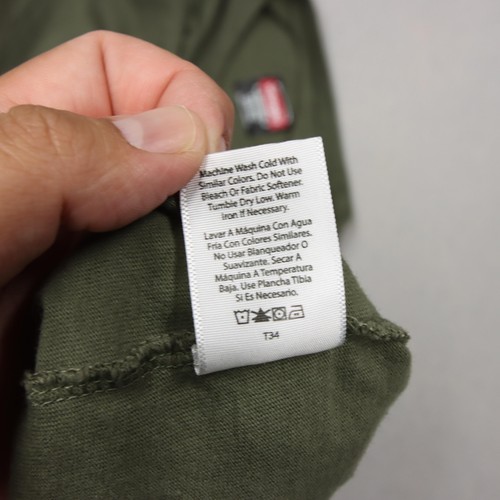 Machine Wash Cold With
Similar Colors. Do Not Use
Bleach Or Fabric Softener.
Tumble Dry Low. Warm
Iron If Necessary.
Lavar A Máquina Con Agua
Fría Con Colores Similares.
No Usar Blanqueador O
Suavizante. Secar A
Máquina A Temperatura
Baja. Use Plancha Tibia
Si Es Necesario.
T34